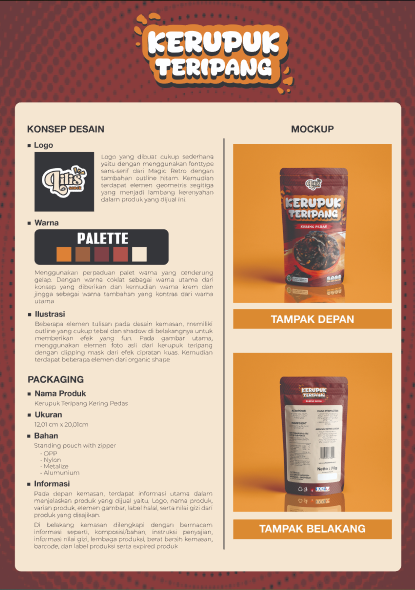 KERUPUK
TERIPANG
KONSEP DESAIN
Logo
Lilis
Logo yang dibuat cukup sederhana
yaitu dengan menggunakan fonttype
sans-serif dari Magic Retro dengan
tambahan outline hitam. Kemudian
terdapat elemen geometris segitiga
yang menjadi lambang kerenyahan
dalam produk yang dijual ini.
Warna
PALETTE
Menggunakan perpaduan palet warna yang cenderung
gelap. Dengan warna coklat sebagai warna utama dari
konsep yang diberikan dan kemudian warna krem dan
jingga sebagai warna tambahan yang kontras dari warna
utama.
Ilustrasi
Beberapa elemen tulisan pada desain kemasan, memiliki
outline yang cukup tebal dan shadow di belakangnya untuk
memberikan efek yang fun. Pada gambar utama,
menggunakan elemen foto asli dari kerupuk teripang
dengan clipping mask dari efek cipratan kuas. Kemudian
terdapat beberapa elemen dari organic shape.
PACKAGING
Nama Produk
Kerupuk Teripang Kering Pedas
Ukuran
12,01 cm x 20,01cm
Bahan
Standing pouch with zipper
- OPP
- Nylon
- Metalize
- Alumunium
Informasi
Pada depan kemasan, terdapat informasi utama dalam
menjelaskan produk yang dijual yaitu. Logo, nama produk,
varian produk, elemen gambar, label halal, serta nilai gizi dari
produk yang disajikan.
Di belakang kemasan dilengkapi dengan bermacam
informasi seperti, komposisi/bahan, instruksi penyajian,
informasi nilai gizi, lembaga produksi, berat bersih kemasan,
barcode, dan label produksi serta expired produk.
MOCKUP
Lilis
KERUPUK
TERIPANG
TAMPAK DEPAN
KERUPUK
TERIPANG
TAMPAK BELAKANG